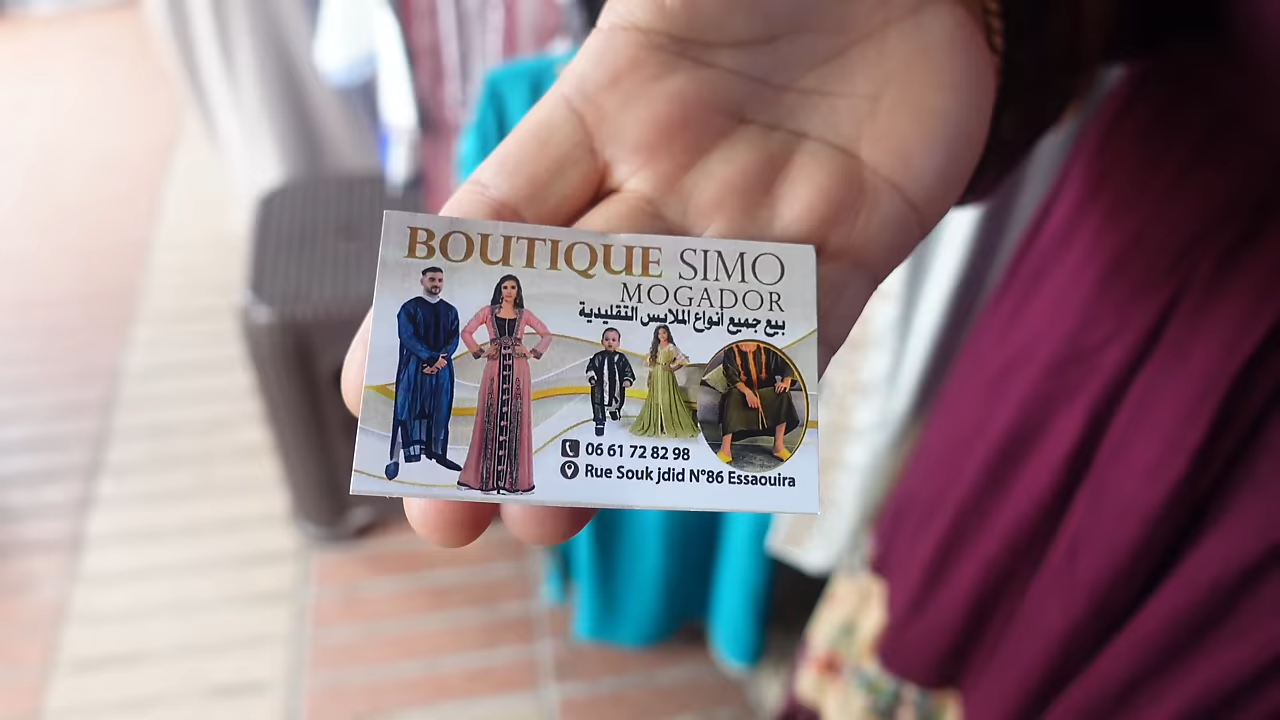 BOUTIQUE SIMO
MOGADOR
بيع جميع أنواع الملابس التقليدية
06 61 72 82 98
Rue Souk jdid N°86 Essaouira